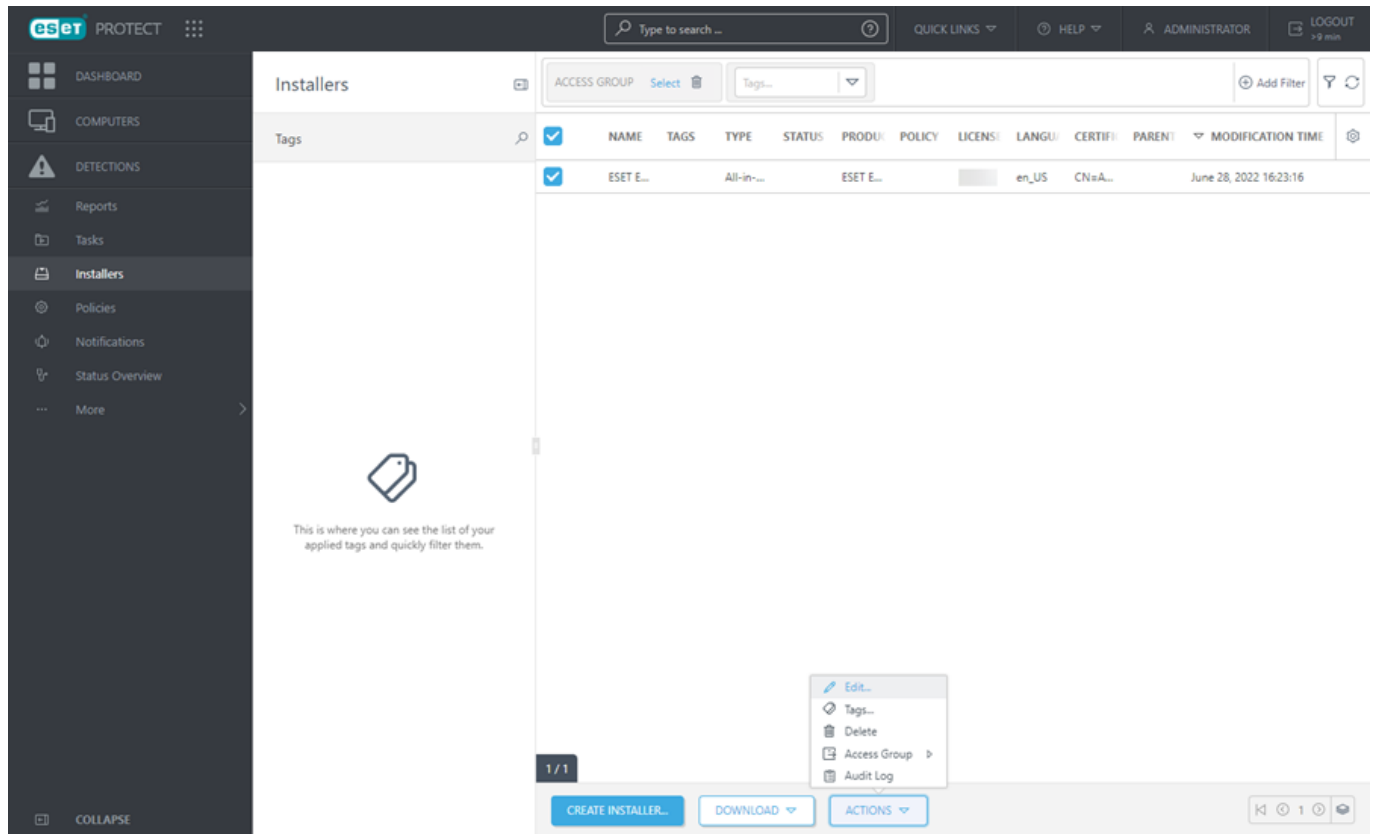 eset PROTECT
Type to search ...
QUICK LINKS
HELP
ADMINISTRATOR
LOGOUT
>9 min
DASHBOARD
COMPUTERS
DETECTIONS
Reports
Tasks
Installers
Policies
Notifications
Status Overview
More
COLLAPSE
Installers
Tags
This is where you can see the list of your
applied tags and quickly filter them.
ACCESS GROUP Select
Tags...
Add Filter
NAME TAGS TYPE STATUS PRODU POLICY LICENSE LANGU CERTIFI PARENT MODIFICATION TIME
ESET E... All-in-... ESET E... en_US CN=A... June 28, 2022 16:23:16
Edit...
Tags...
Delete
Access Group
Audit Log
1 / 1
CREATE INSTALLER... DOWNLOAD ACTIONS
1